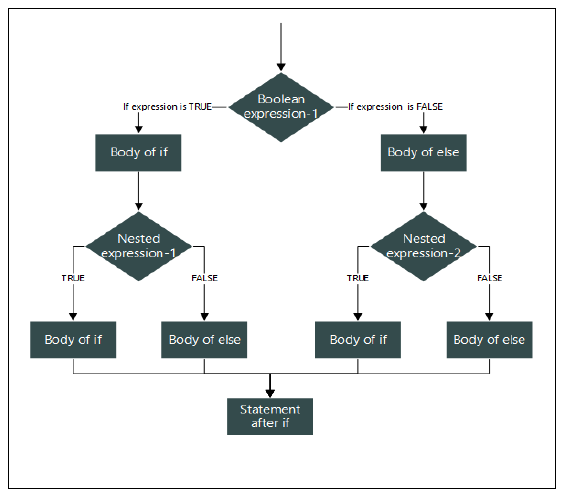 Boolean
expression-1
If expression is TRUE
If expression is FALSE
Body of if
Body of else
Nested
expression-1
Nested
expression-2
TRUE
FALSE
TRUE
FALSE
Body of if
Body of else
Body of if
Body of else
Statement
after if